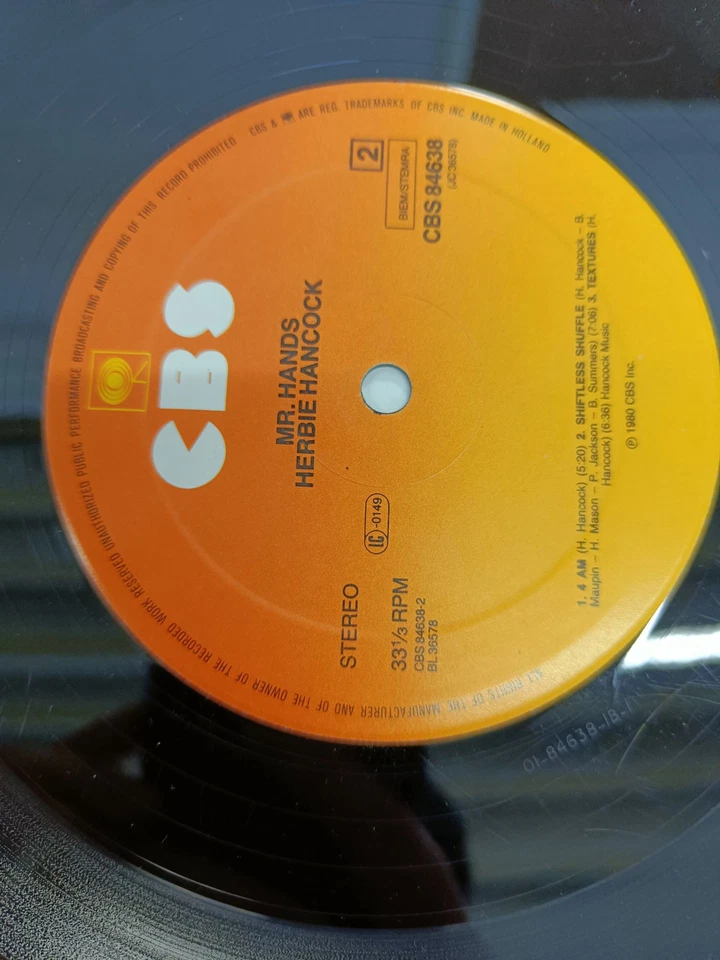 UNAUTHORIZED PUBLIC PERFORMANCE BROADCASTING AND COPYING OF THIS RECORD PROHIBITED
CBS & ARE REG. TRADEMARKS OF CBS INC. MADE IN HOLLAND
CBS
MR. HANDS
HERBIE HANCOCK
STEREO
LC-0149
33 1/3 RPM
CBS 84638-2
BL 36578
2
BIEM/STEMRA
CBS 84638
(JC 36578)
1. 4 AM (H. Hancock) (5:20) 2. SHIFTLESS SHUFFLE (H. Hancock – B.
Maupin – H. Mason – P. Jackson – B. Summers) (7:06) 3. TEXTURES (H.
Hancock) (6:36) Hancock Music
℗ 1980 CBS Inc.
ALL RIGHTS OF THE MANUFACTURER AND OF THE OWNER OF THE RECORDED WORK RESERVED
01-84638-1B-1